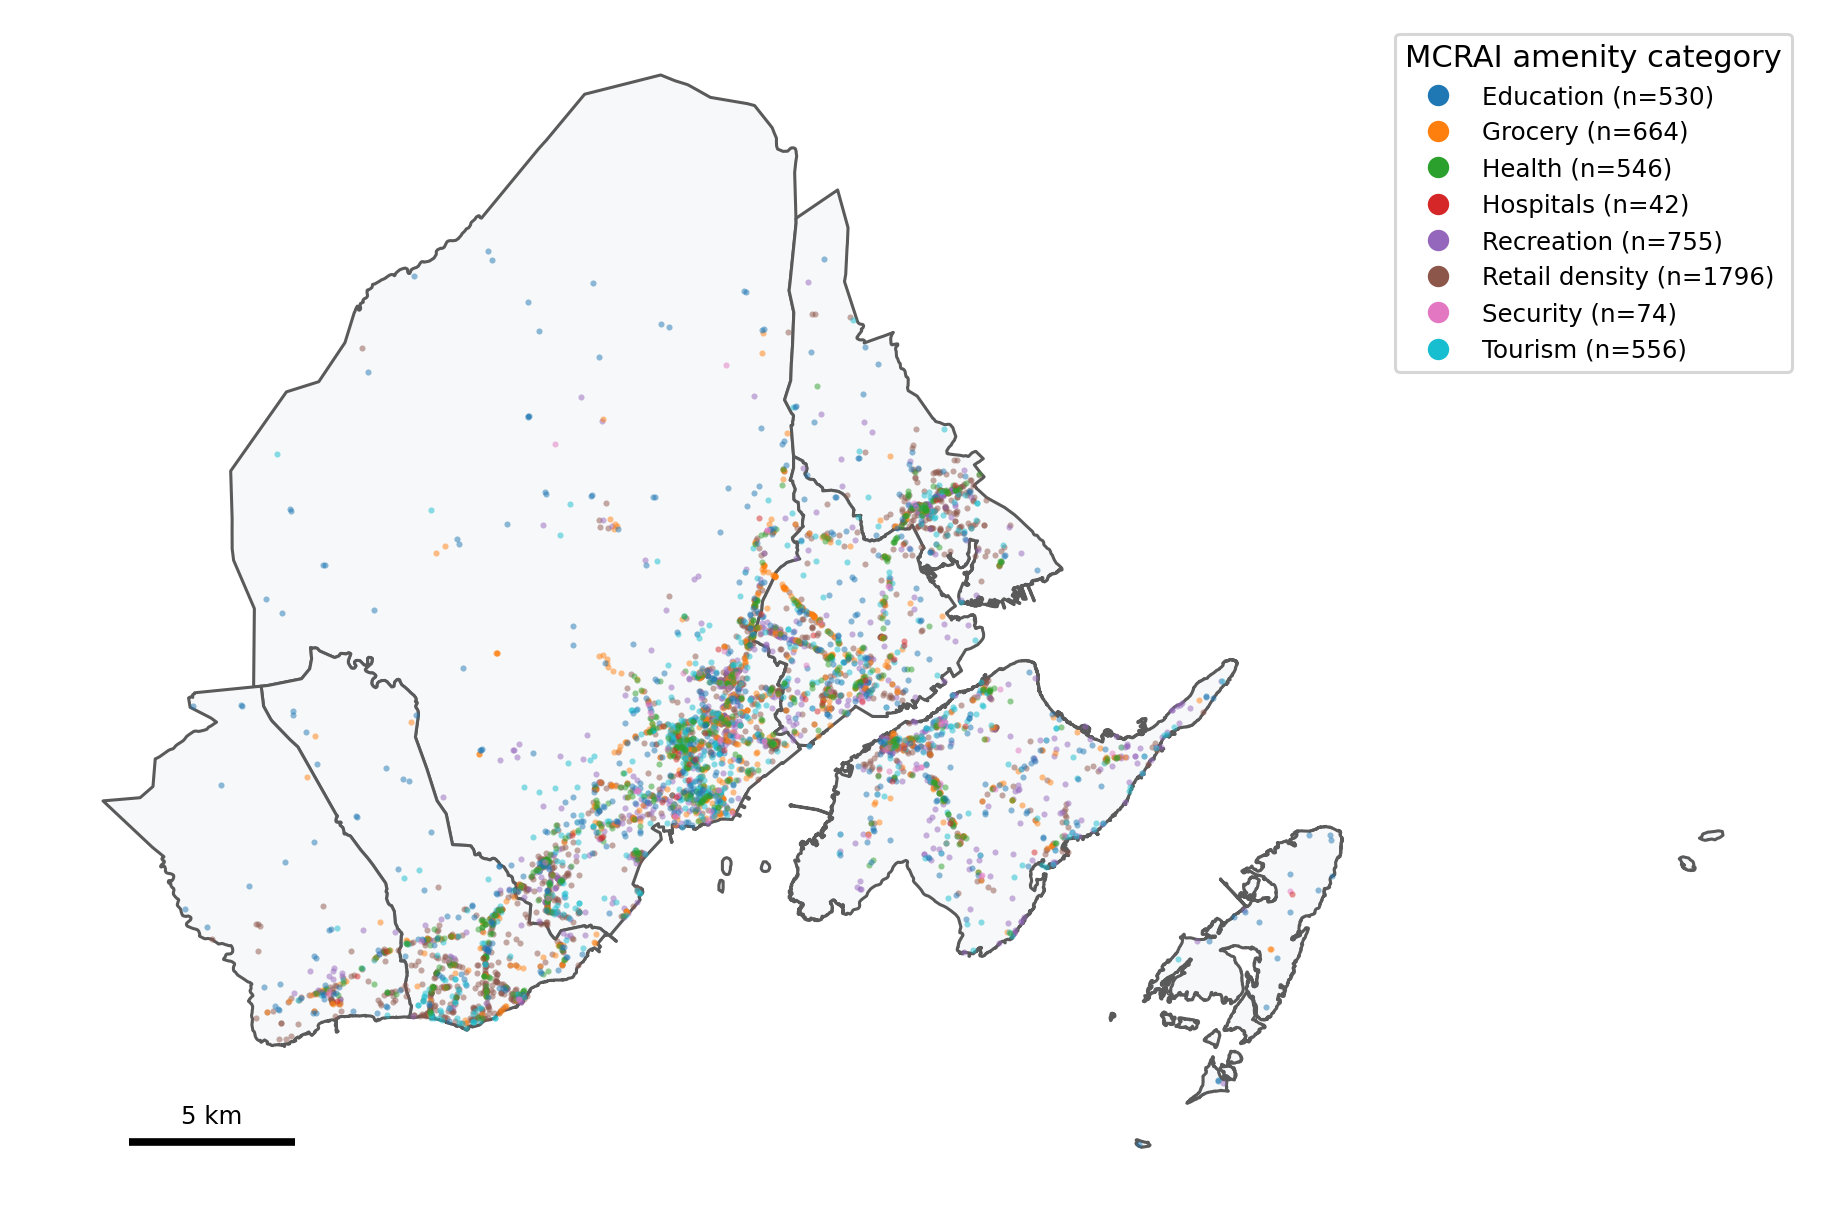 MCRAI amenity category
Education (n=530)
Grocery (n=664)
Health (n=546)
Hospitals (n=42)
Recreation (n=755)
Retail density (n=1796)
Security (n=74)
Tourism (n=556)
5 km